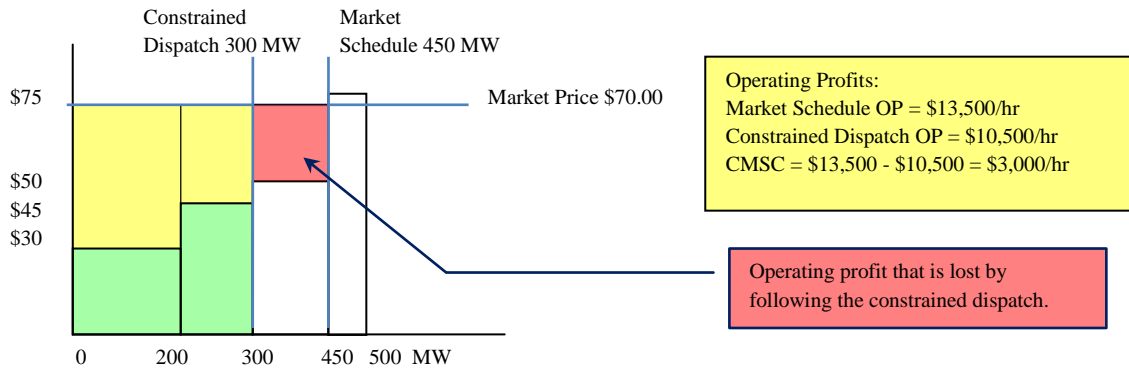 Constrained
Dispatch 300 MW
Market
Schedule 450 MW
$75
Market Price $70.00
$50
$45
$30
0 200 300 450 500 MW
Operating Profits:
Market Schedule OP = $13,500/hr
Constrained Dispatch OP = $10,500/hr
CMSC = $13,500 - $10,500 = $3,000/hr
Operating profit that is lost by
following the constrained dispatch.